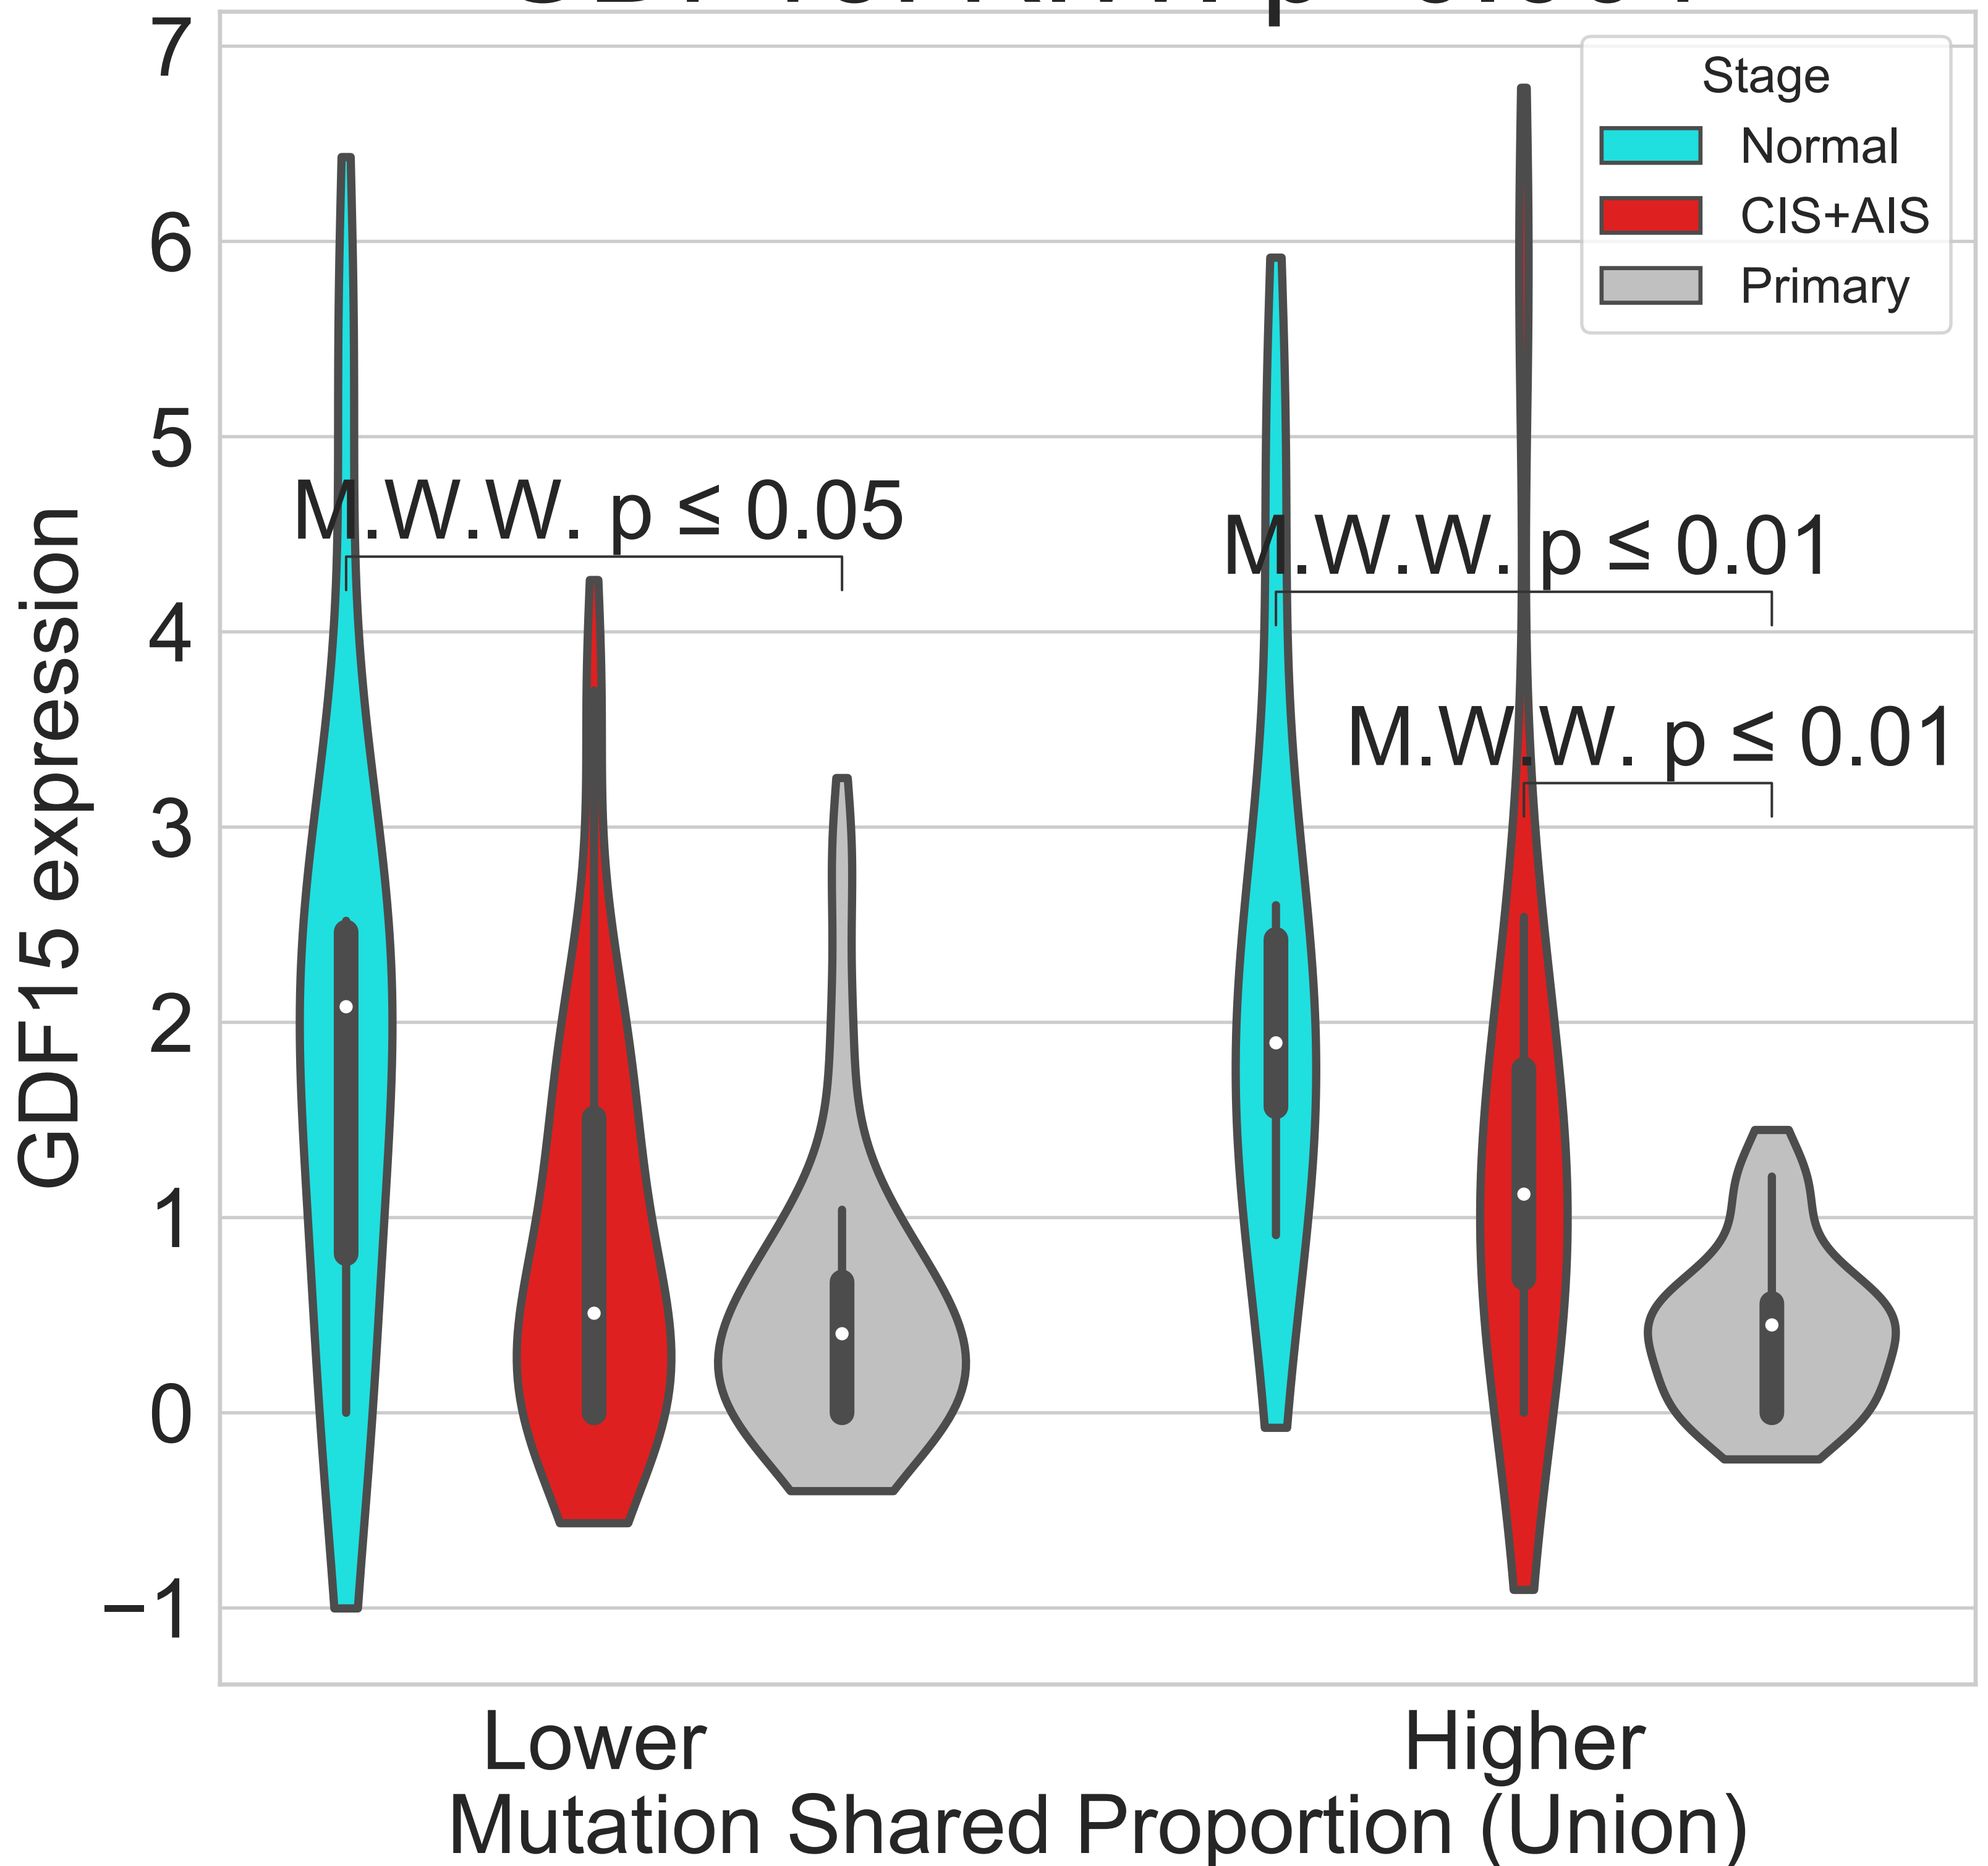 7
6
5
4
3
2
1
0
−1
GDF15 expression
Stage
Normal
CIS+AIS
Primary
M.W.W. p ≤ 0.05
M.W.W. p ≤ 0.01
M.W.W. p ≤ 0.01
Lower
Higher
Mutation Shared Proportion (Union)